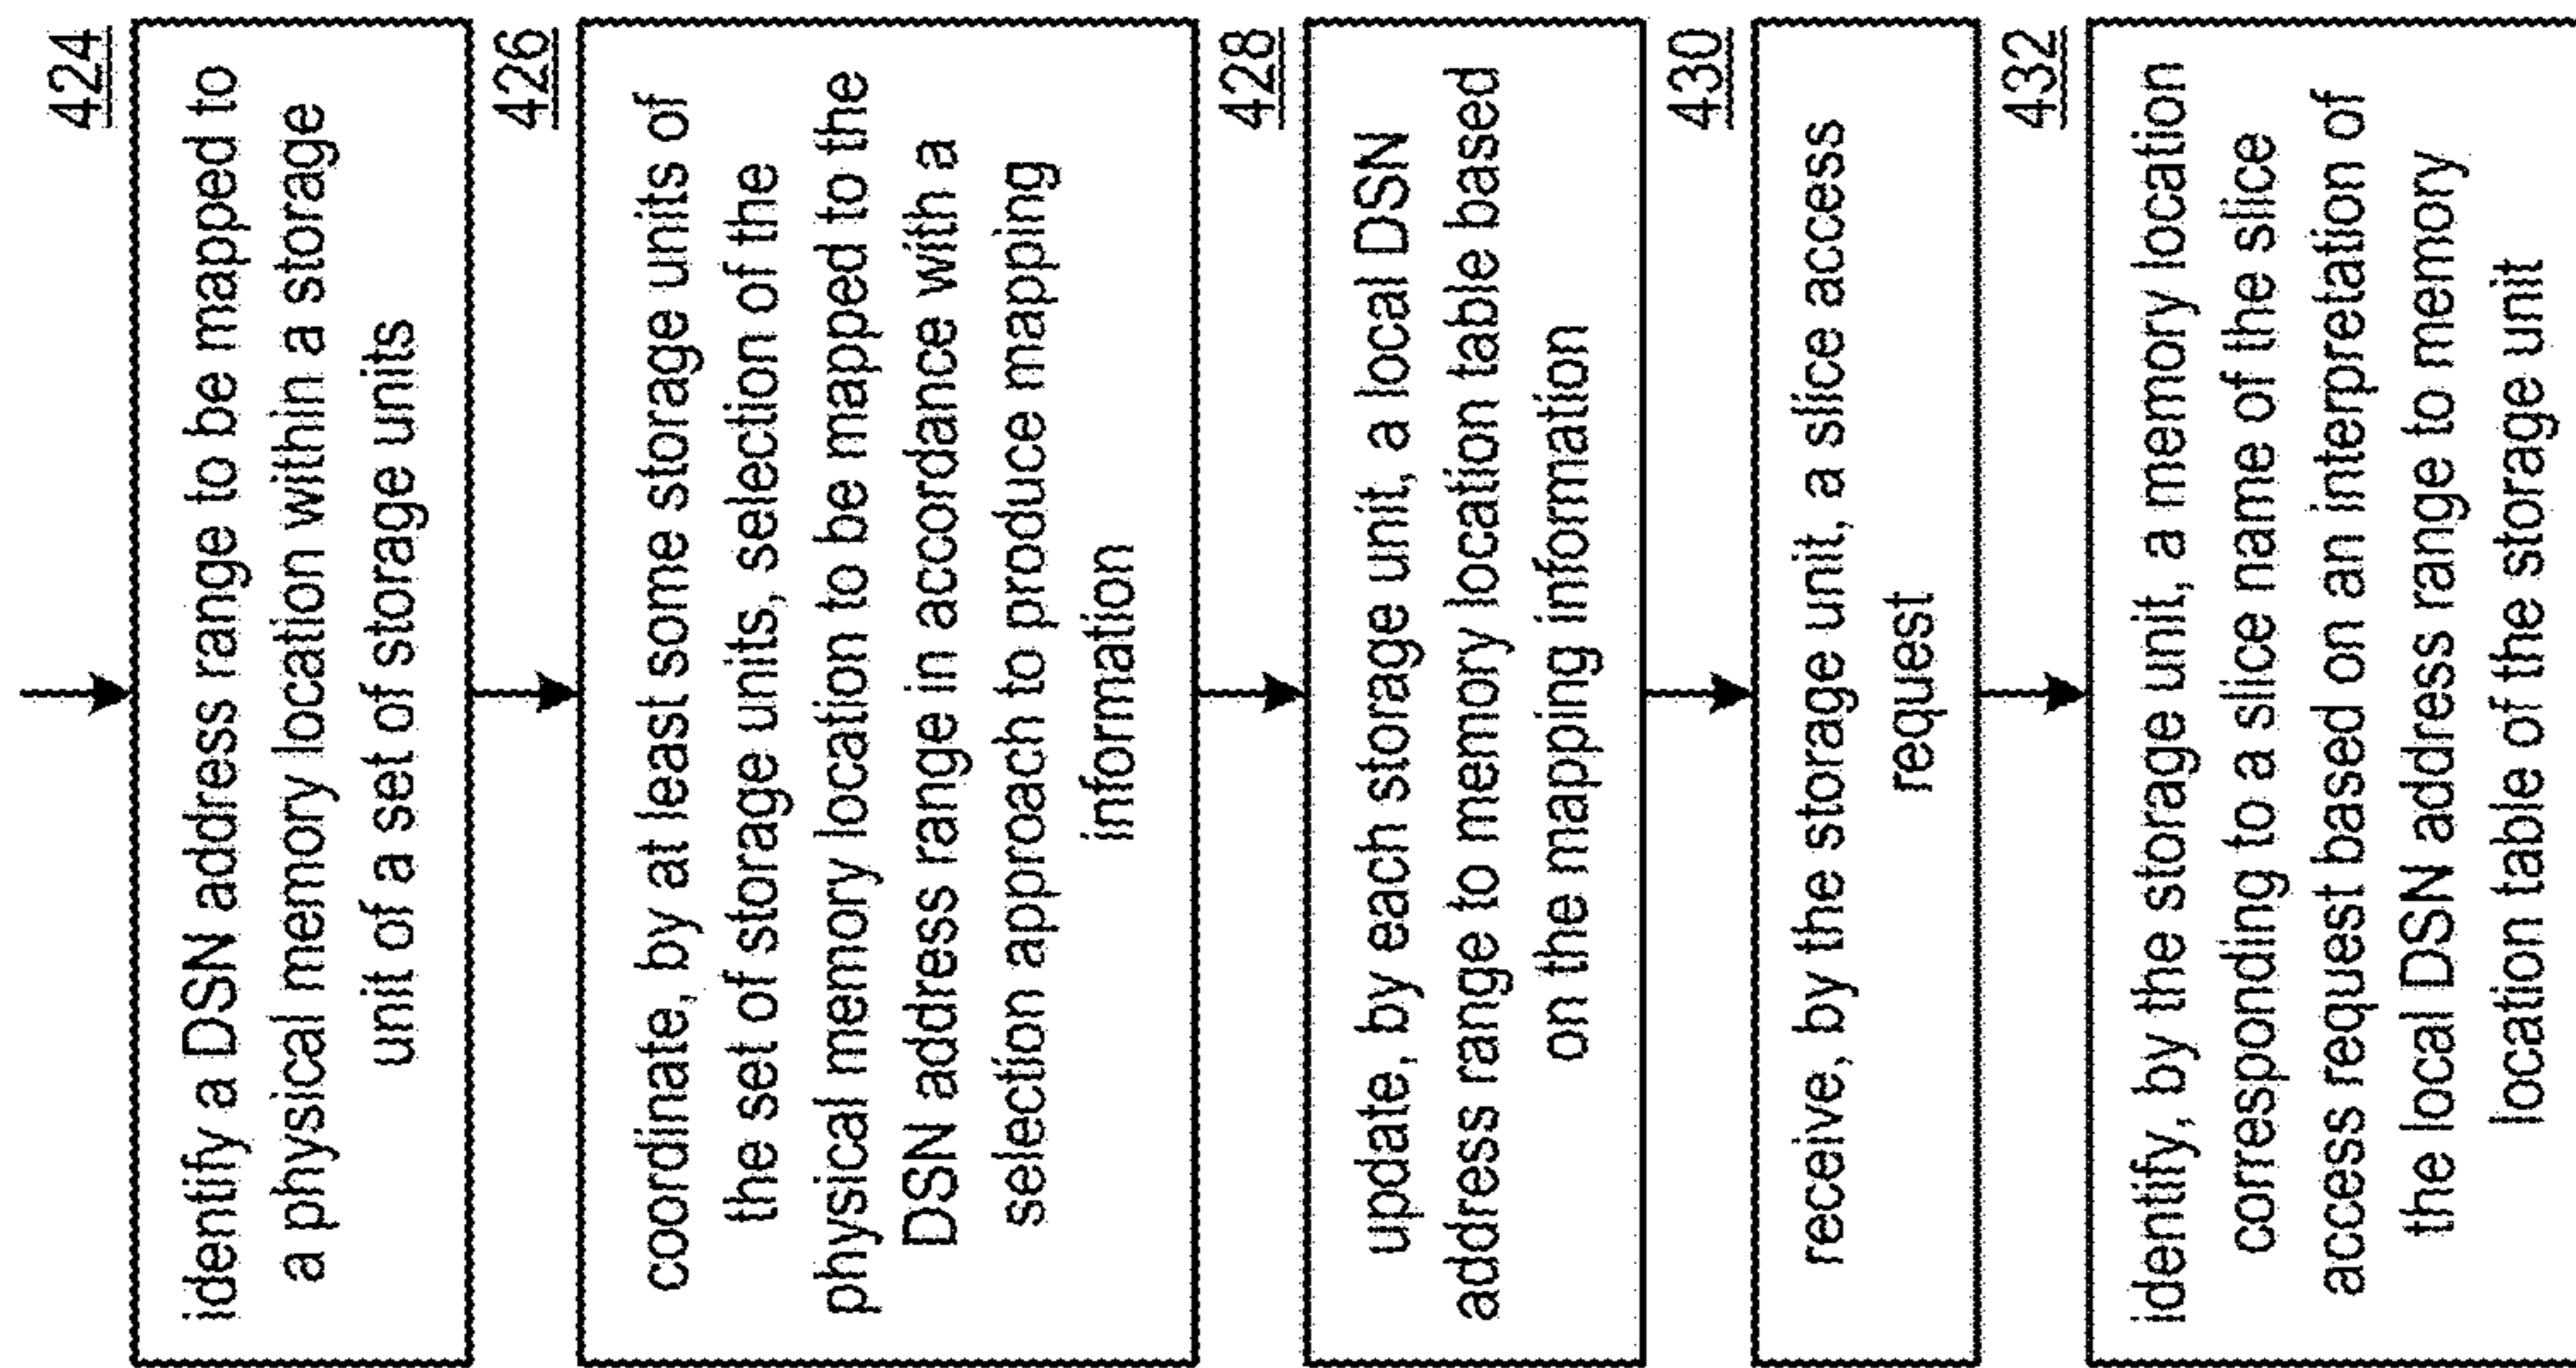 424
identify a DSN address range to be mapped to
a physical memory location within a storage
unit of a set of storage units
426
coordinate, by at least some storage units of
the set of storage units, selection of the
physical memory location to be mapped to the
DSN address range in accordance with a
selection approach to produce mapping
information
428
update, by each storage unit, a local DSN
address range to memory location table based
on the mapping information
430
receive, by the storage unit, a slice access
request
432
identify, by the storage unit, a memory location
corresponding to a slice name of the slice
access request based on an interpretation of
the local DSN address range to memory
location table of the storage unit